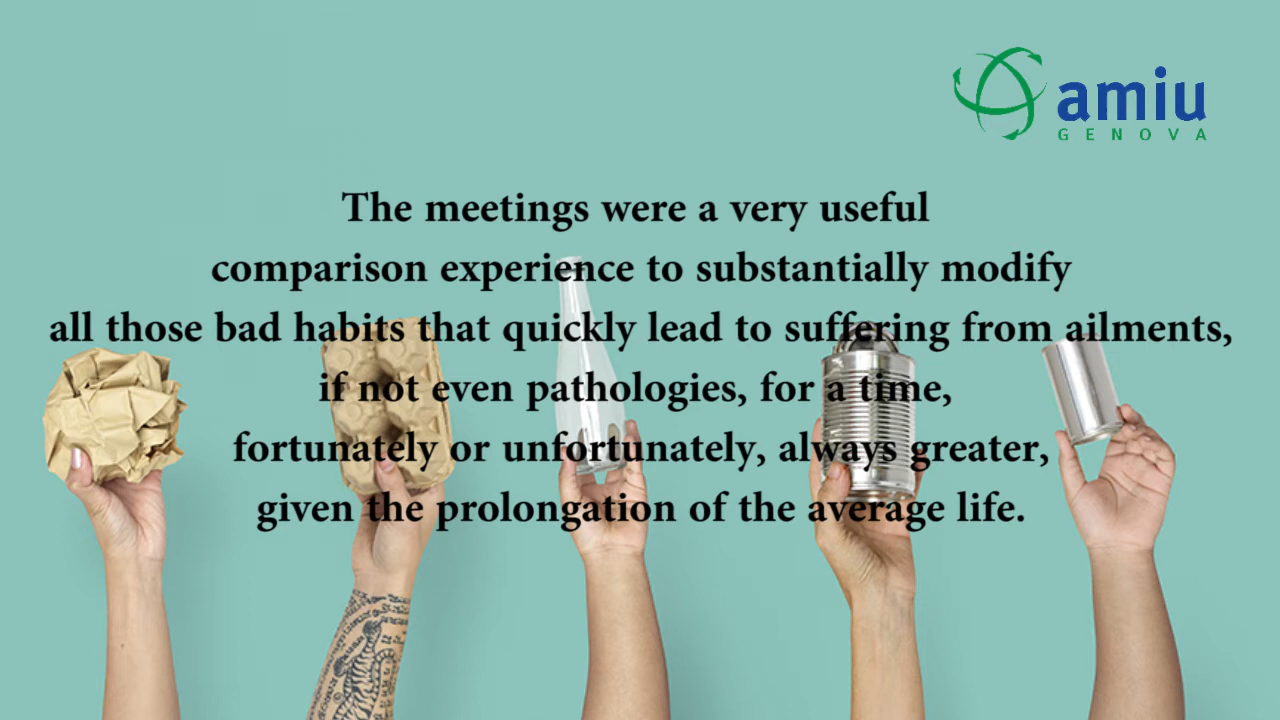 amiu
GENOVA
The meetings were a very useful
comparison experience to substantially modify
all those bad habits that quickly lead to suffering from ailments,
if not even pathologies, for a time,
fortunately or unfortunately, always greater,
given the prolongation of the average life.